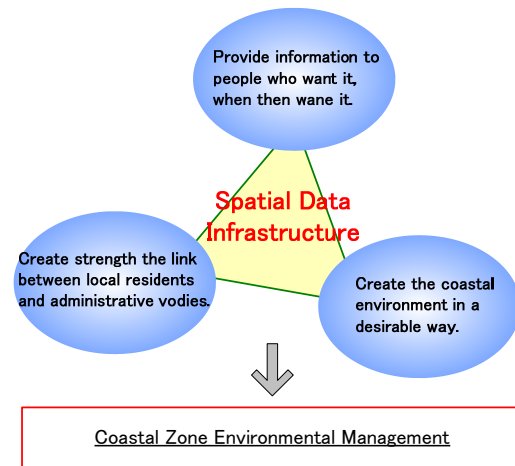 Provide information to
people who want it,
when then wane it.
Spatial Data
Infrastructure
Create strength the link
between local residents
and administrative vodies.
Create the coastal
environment in a
desirable way.
Coastal Zone Environmental Management